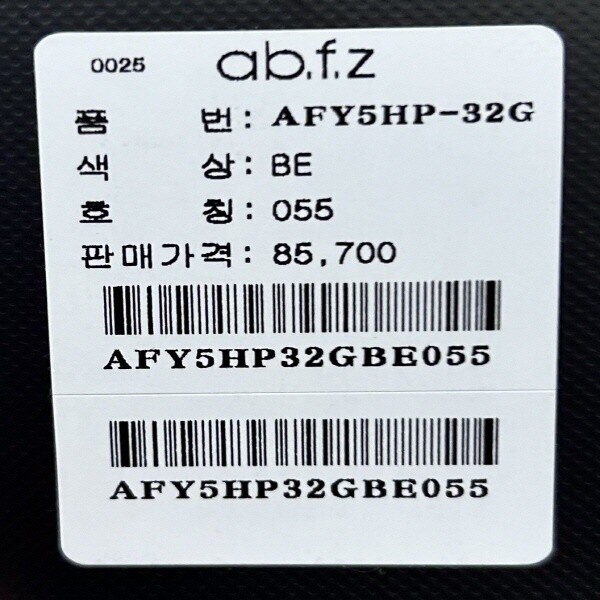 0025 ab.f.z
품 번: AFY5HP-32G
색 상: BE
호 칭: 055
판매가격: 85,700
AFY5HP32GBE055
AFY5HP32GBE055